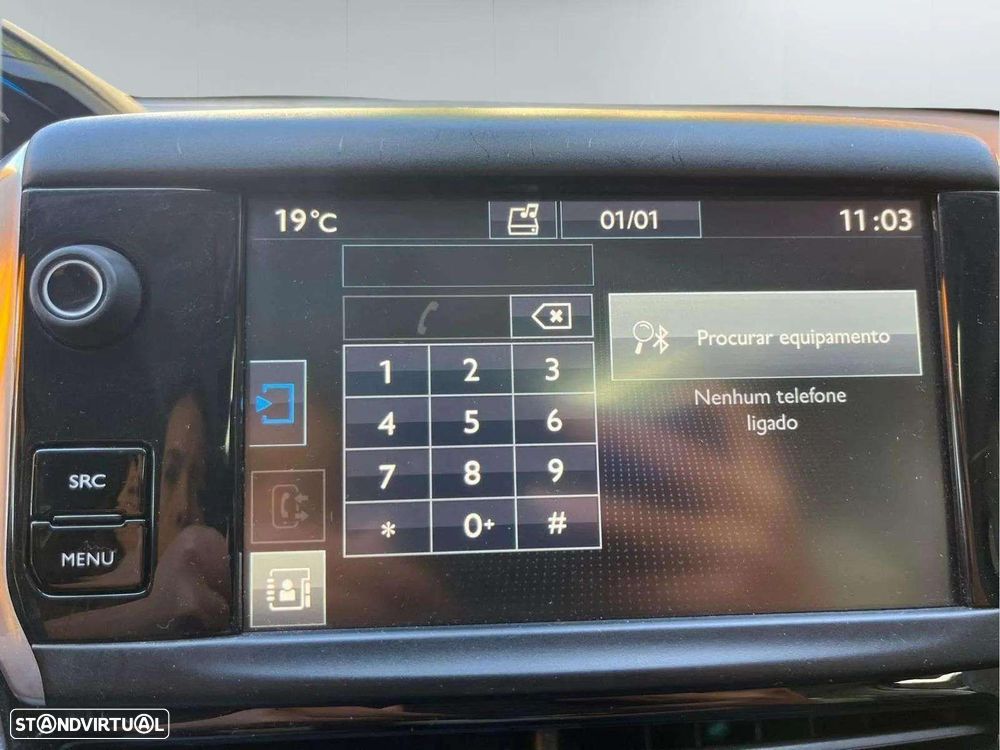 19°C 01/01 11:03
Procurar equipamento
Nenhum telefone
ligado
1 2 3
4 5 6
7 8 9
* 0+ #
SRC
MENU
STANDVIRTUAL